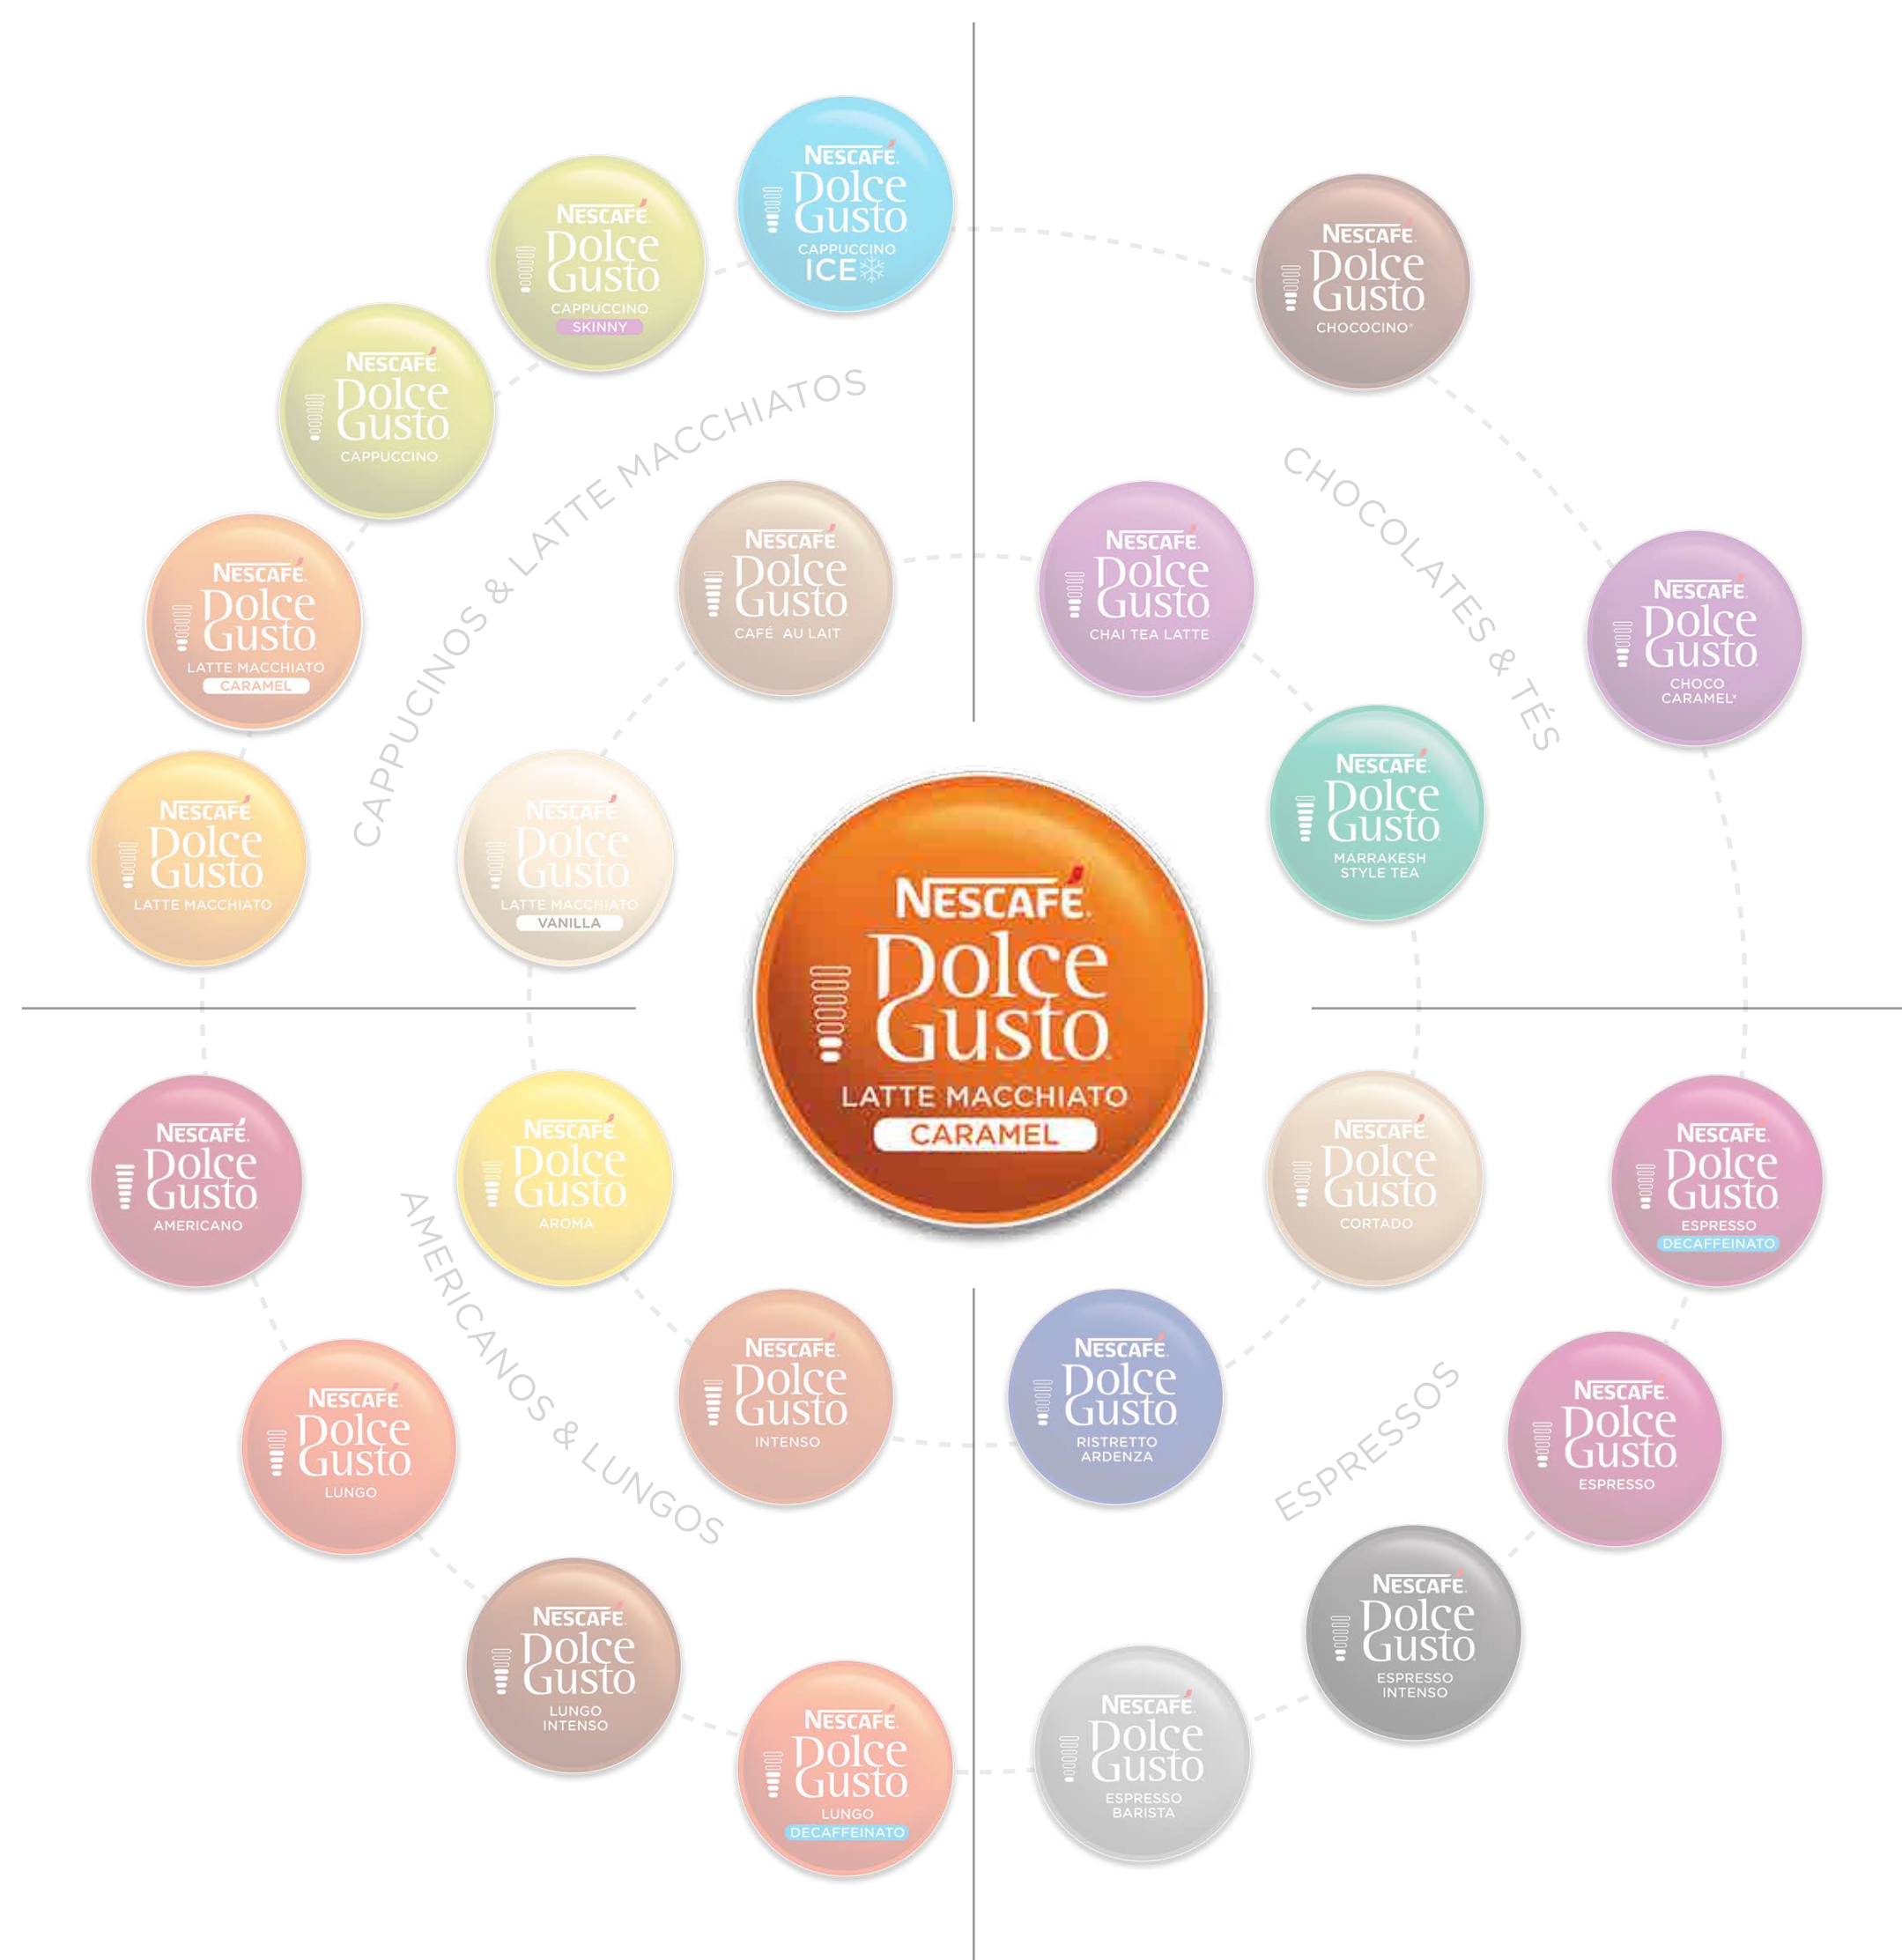 NESCAFÉ.
Dolce
Gusto
CAPPUCCINO
ICE
NESCAFÉ.
Dolce
Gusto
CAPPUCCINO
SKINNY
NESCAFÉ.
Dolce
Gusto
CAPPUCCINO
NESCAFÉ.
Dolce
Gusto
LATTE MACCHIATO
CARAMEL
NESCAFÉ.
Dolce
Gusto
LATTE MACCHIATO
CAPPUCINOS & LATTE MACCHIATOS
NESCAFÉ.
Dolce
Gusto
CAFÉ AU LAIT
NESCAFÉ.
Dolce
Gusto
LATTE MACCHIATO
VANILLA
NESCAFÉ.
Dolce
Gusto
CHOCOCINO®
NESCAFÉ.
Dolce
Gusto
CHOCO
CARAMEL*
CHOCOLATES & TÉS
NESCAFÉ.
Dolce
Gusto
CHAI TEA LATTE
NESCAFÉ.
Dolce
Gusto
MARRAKESH
STYLE TEA
NESCAFÉ.
Dolce
Gusto
LATTE MACCHIATO
CARAMEL
NESCAFÉ.
Dolce
Gusto
AMERICANO
NESCAFÉ.
Dolce
Gusto
AROMA
AMERICANOS & LUNGOS
NESCAFÉ.
Dolce
Gusto
INTENSO
NESCAFÉ.
Dolce
Gusto
LUNGO
NESCAFÉ.
Dolce
Gusto
LUNGO
INTENSO
NESCAFÉ.
Dolce
Gusto
LUNGO
DECAFFEINATO
NESCAFÉ.
Dolce
Gusto
CORTADO
NESCAFÉ.
Dolce
Gusto
ESPRESSO
DECAFFEINATO
NESCAFÉ.
Dolce
Gusto
RISTRETTO
ARDENZA
ESPRESSOS
NESCAFÉ.
Dolce
Gusto
ESPRESSO
NESCAFÉ.
Dolce
Gusto
ESPRESSO
INTENSO
NESCAFÉ.
Dolce
Gusto
ESPRESSO
BARISTA